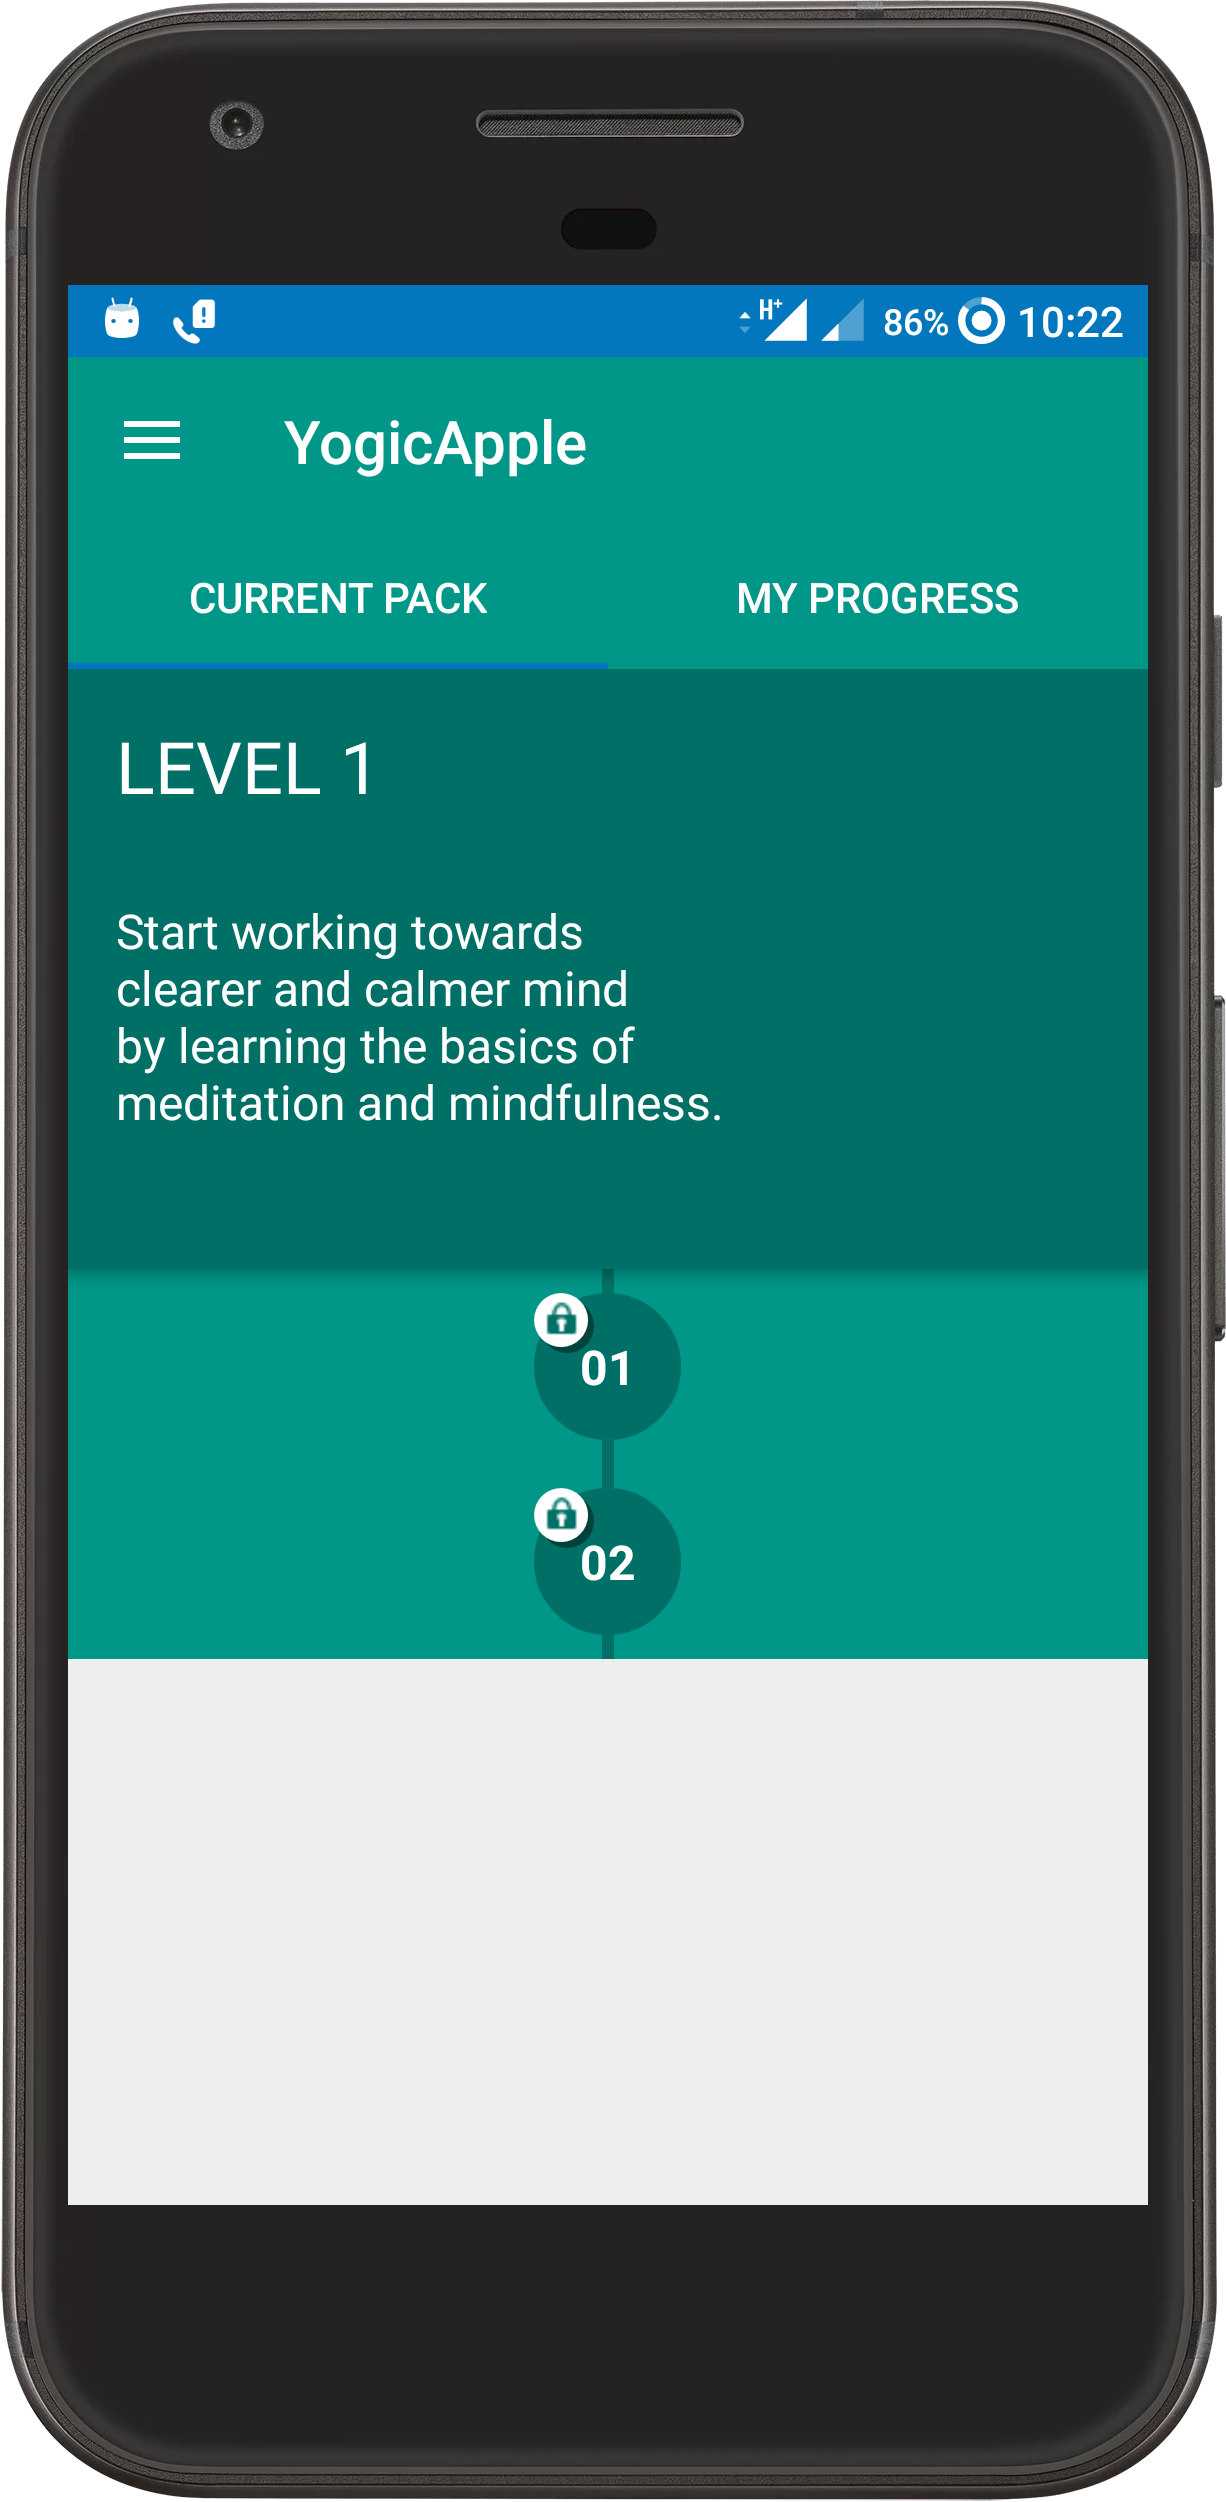 H+ 86% 10:22
YogicApple
CURRENT PACK MY PROGRESS
LEVEL 1
Start working towards
clearer and calmer mind
by learning the basics of
meditation and mindfulness.
01
02